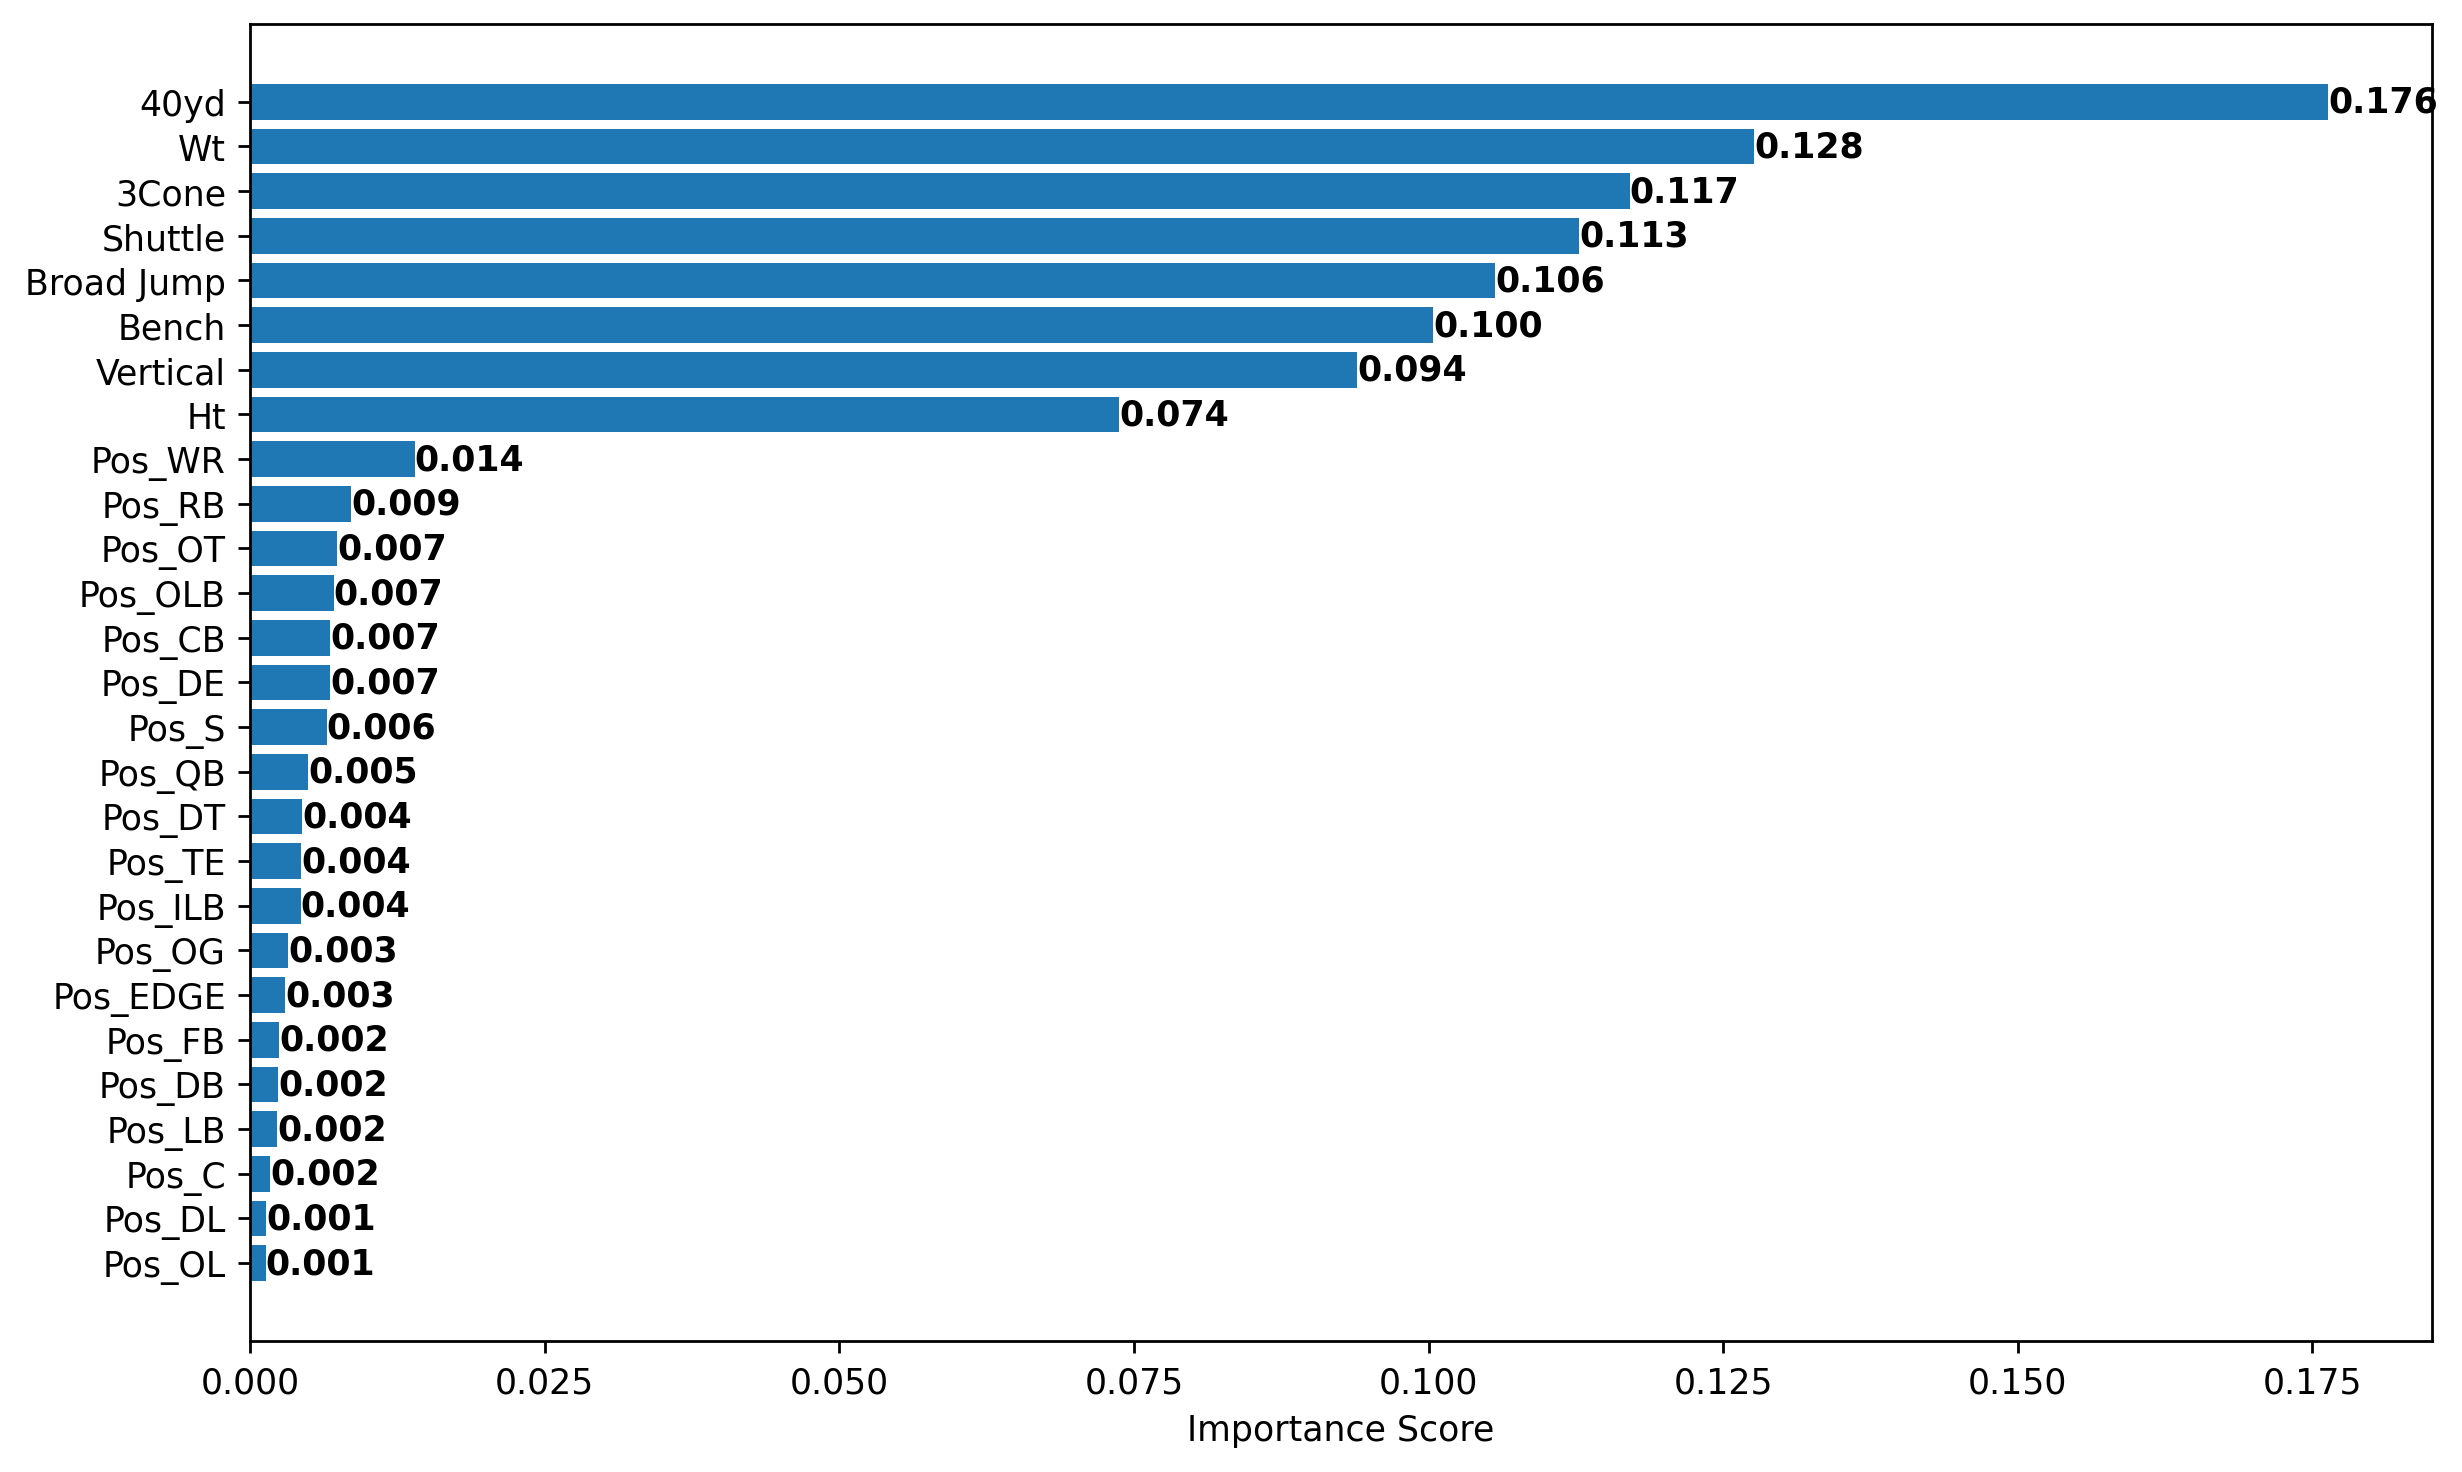 40yd 0.176
Wt 0.128
3Cone 0.117
Shuttle 0.113
Broad Jump 0.106
Bench 0.100
Vertical 0.094
Ht 0.074
Pos_WR 0.014
Pos_RB 0.009
Pos_OT 0.007
Pos_OLB 0.007
Pos_CB 0.007
Pos_DE 0.007
Pos_S 0.006
Pos_QB 0.005
Pos_DT 0.004
Pos_TE 0.004
Pos_ILB 0.004
Pos_OG 0.003
Pos_EDGE 0.003
Pos_FB 0.002
Pos_DB 0.002
Pos_LB 0.002
Pos_C 0.002
Pos_DL 0.001
Pos_OL 0.001
0.000 0.025 0.050 0.075 0.100 0.125 0.150 0.175
Importance Score